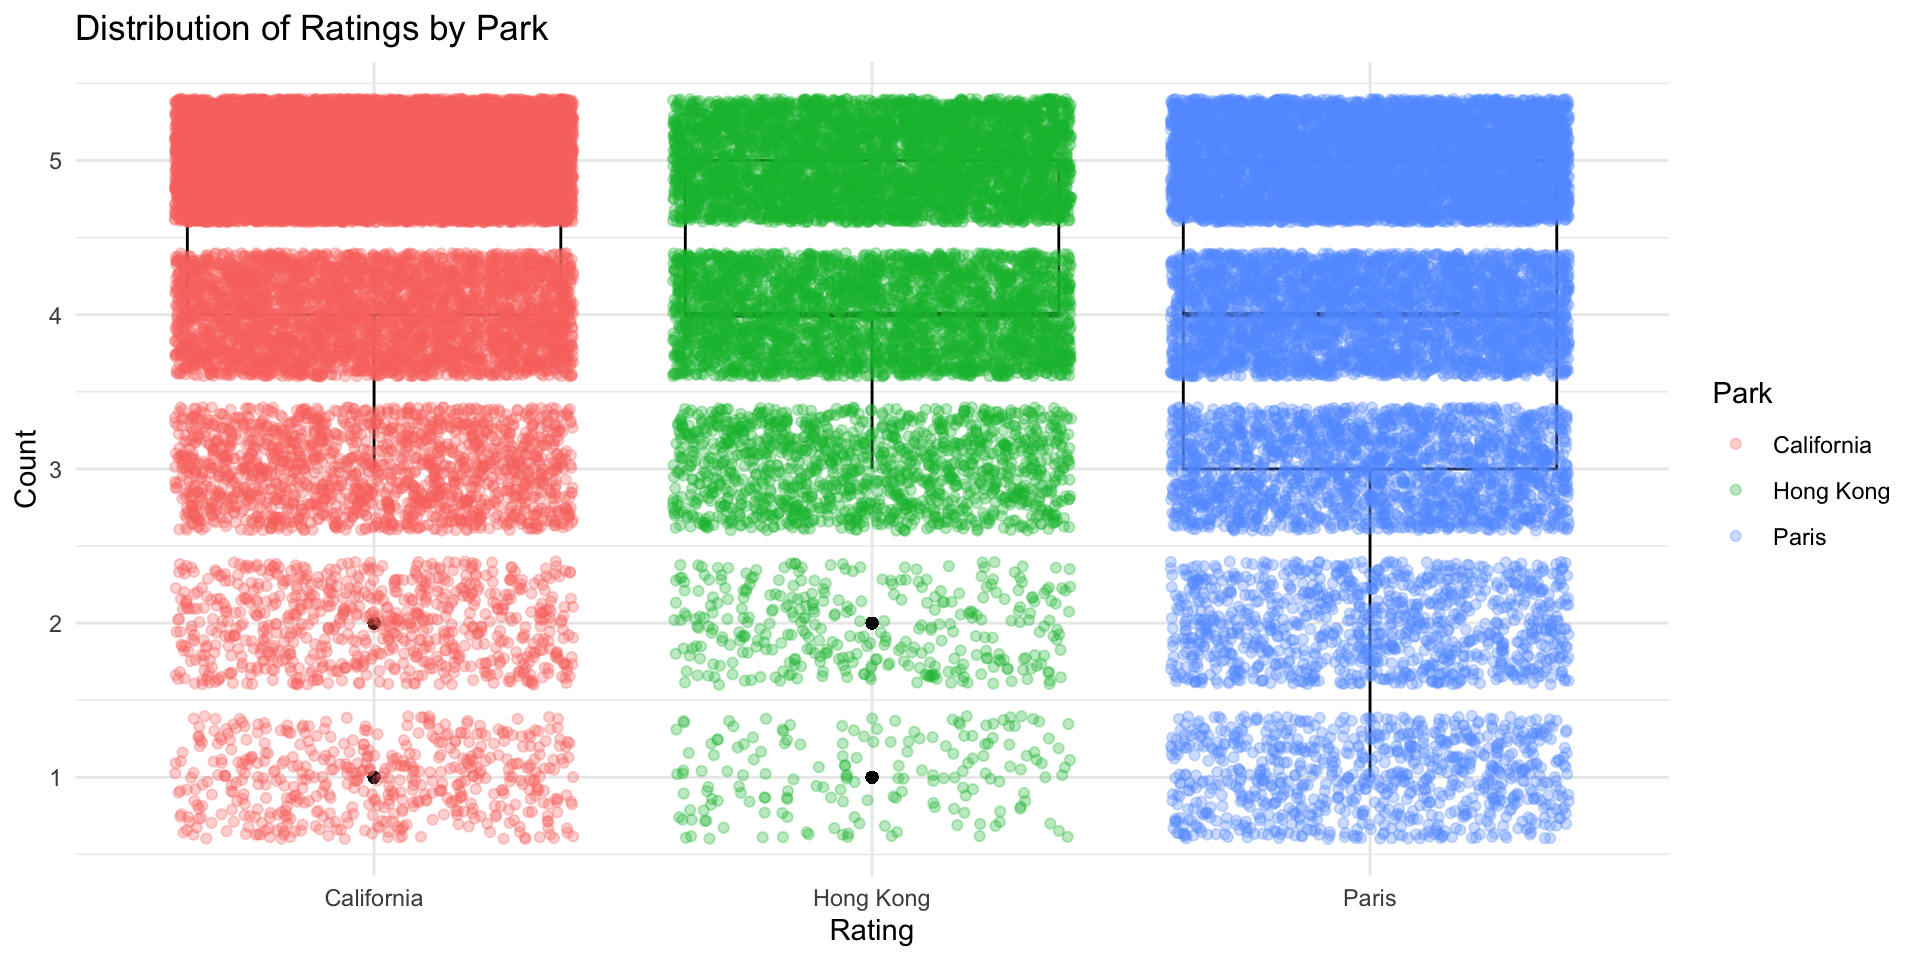 Distribution of Ratings by Park
Count
5
4
3
2
1
California
Hong Kong
Paris
Rating
Park
California
Hong Kong
Paris